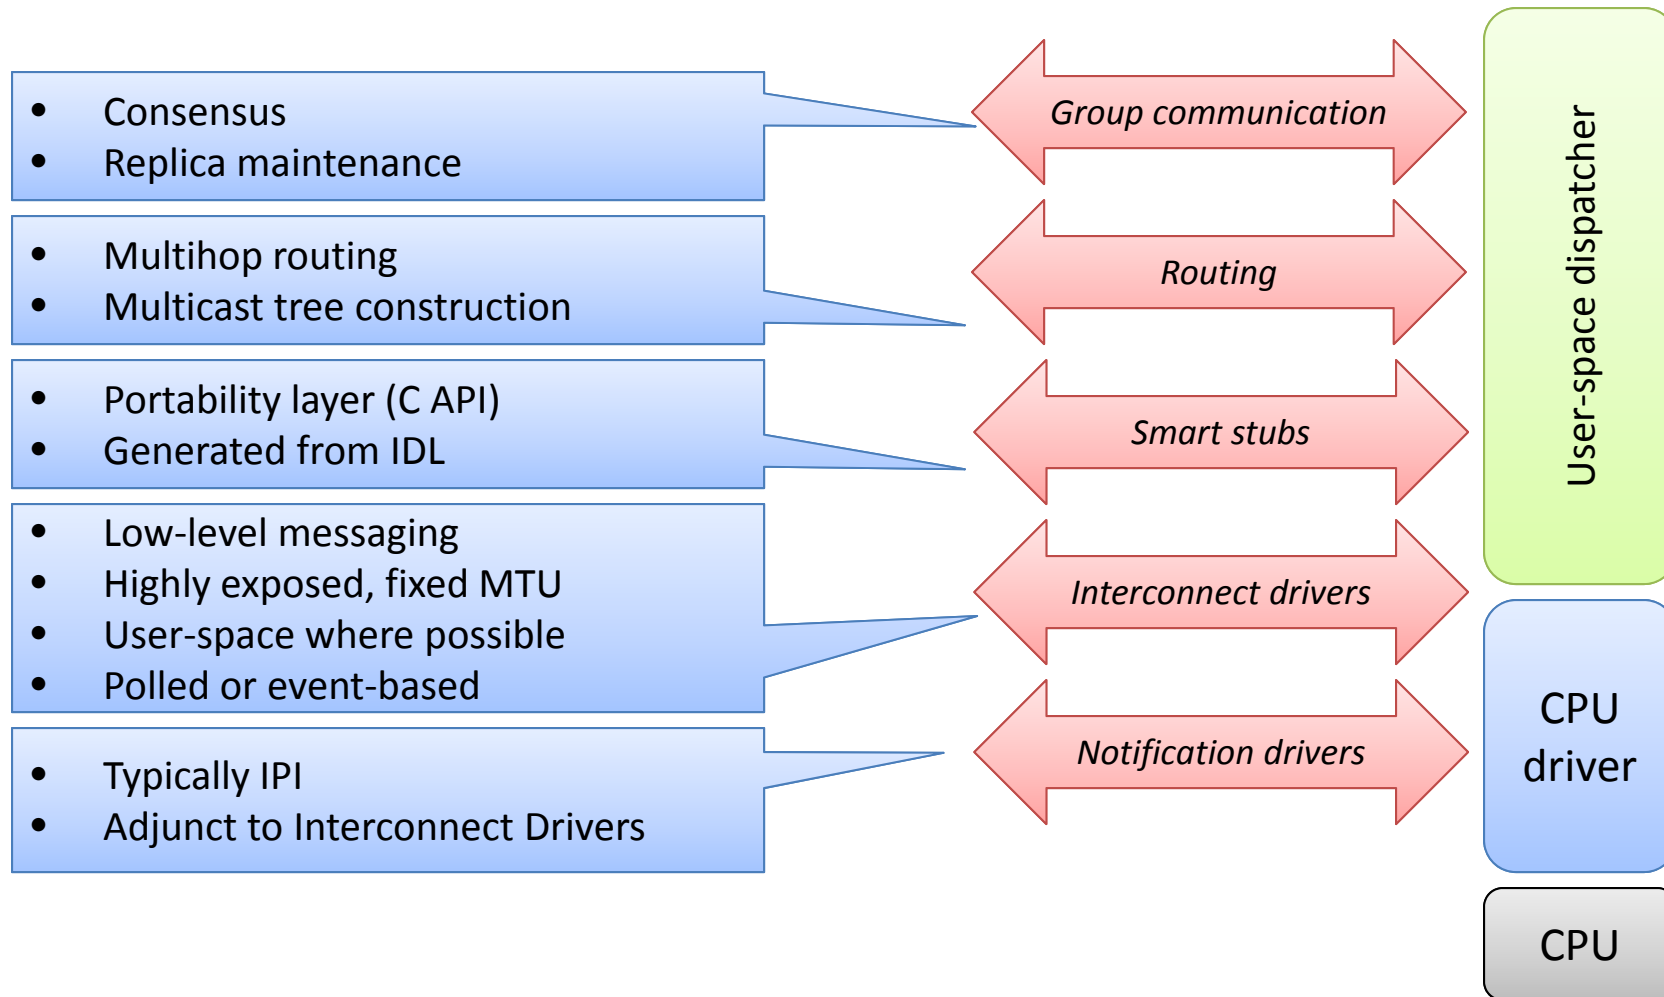 • Consensus
• Replica maintenance
• Multihop routing
• Multicast tree construction
• Portability layer (C API)
• Generated from IDL
• Low-level messaging
• Highly exposed, fixed MTU
• User-space where possible
• Polled or event-based
• Typically IPI
• Adjunct to Interconnect Drivers
Group communication
Routing
Smart stubs
Interconnect drivers
Notification drivers
User-space dispatcher
CPU
driver
CPU